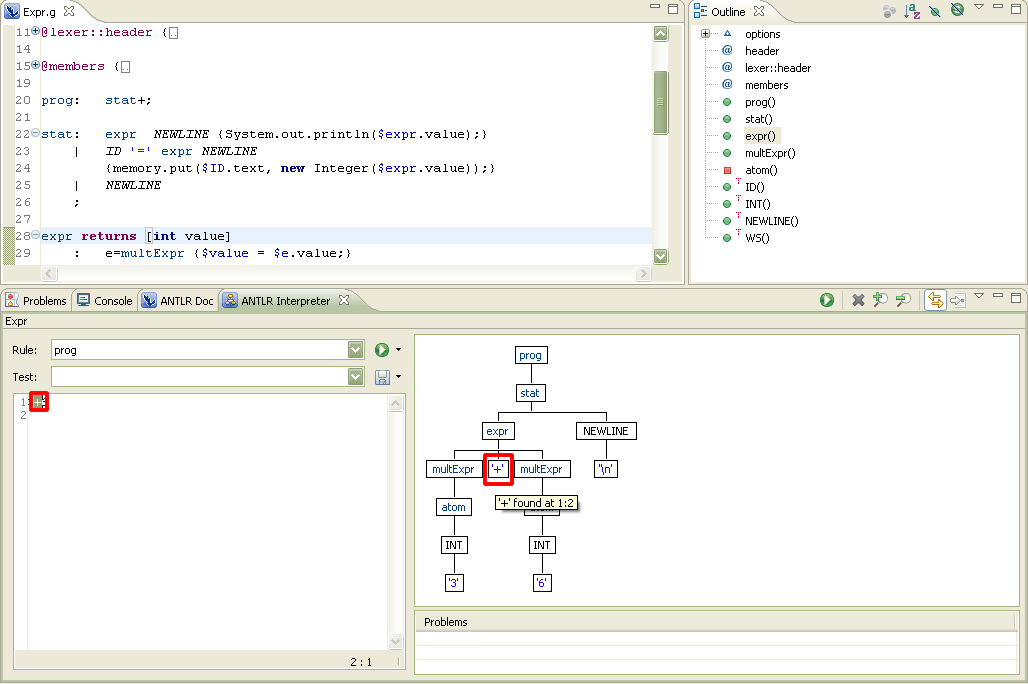 Expr.g
11 @lexer::header {
14
15 @members {
19
20 prog:   stat+;
21
22 stat:   expr  NEWLINE {System.out.println($expr.value);}
23 |   ID '=' expr NEWLINE
24 {memory.put($ID.text, new Integer($expr.value));}
25 |   NEWLINE
26 ;
27
28 expr returns [int value]
29 :   e=multExpr {$value = $e.value;}
Outline
options
header
lexer::header
members
prog()
stat()
expr()
multExpr()
atom()
ID()
INT()
NEWLINE()
WS()
Problems Console ANTLR Doc ANTLR Interpreter
Expr
Rule: prog
Test:
1 +
2
2 : 1
prog
stat
expr NEWLINE
multExpr '+' multExpr '\n'
'+' found at 1:2
atom
INT INT
'3' '6'
Problems